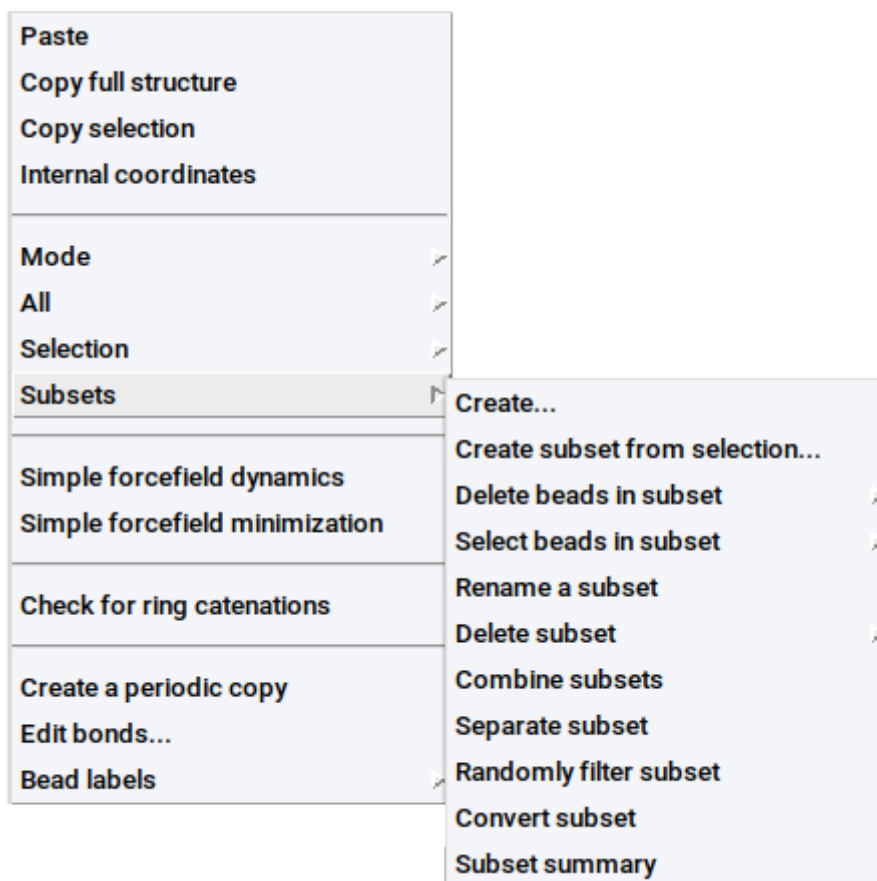 Paste
Copy full structure
Copy selection
Internal coordinates
Mode
All
Selection
Subsets
Simple forcefield dynamics
Simple forcefield minimization
Check for ring catenations
Create a periodic copy
Edit bonds...
Bead labels
Create...
Create subset from selection...
Delete beads in subset
Select beads in subset
Rename a subset
Delete subset
Combine subsets
Separate subset
Randomly filter subset
Convert subset
Subset summary